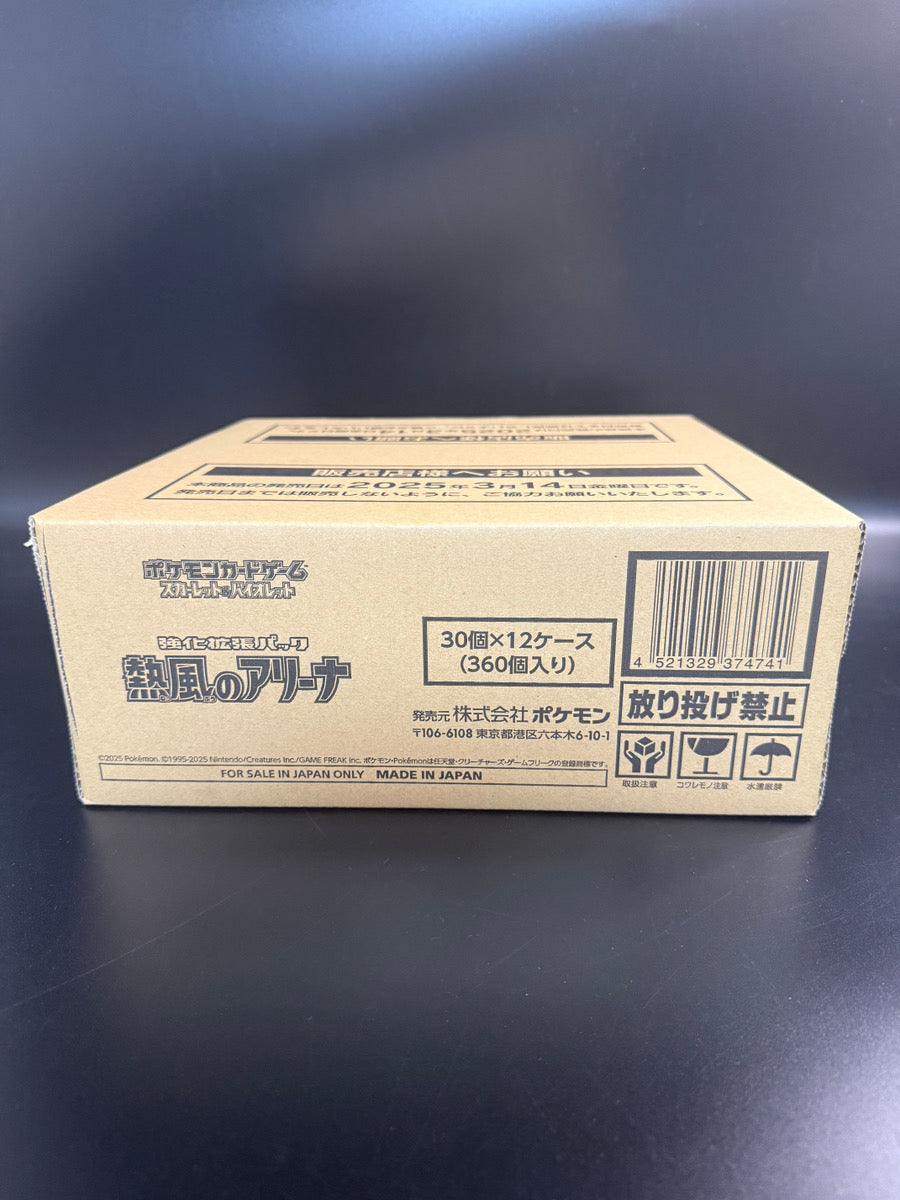 販売店様へお願い
本商品の発売日は2025年3月14日金曜日です。
発売日までは販売しないように、ご協力お願いいたします。
ポケモンカードゲーム
スカーレット&バイオレット
強化拡張パック
熱風のアリーナ
30個×12ケース
(360個入り)
発売元 株式会社 ポケモン
〒106-6108 東京都港区六本木6-10-1
©2025 Pokémon. ©1995-2025 Nintendo/Creatures Inc./GAME FREAK inc. ポケモン・Pokémonは任天堂・クリーチャーズ・ゲームフリークの登録商標です。
FOR SALE IN JAPAN ONLY MADE IN JAPAN
4 521329 374741
放り投げ禁止
取扱注意 コワレモノ注意 水濡厳禁